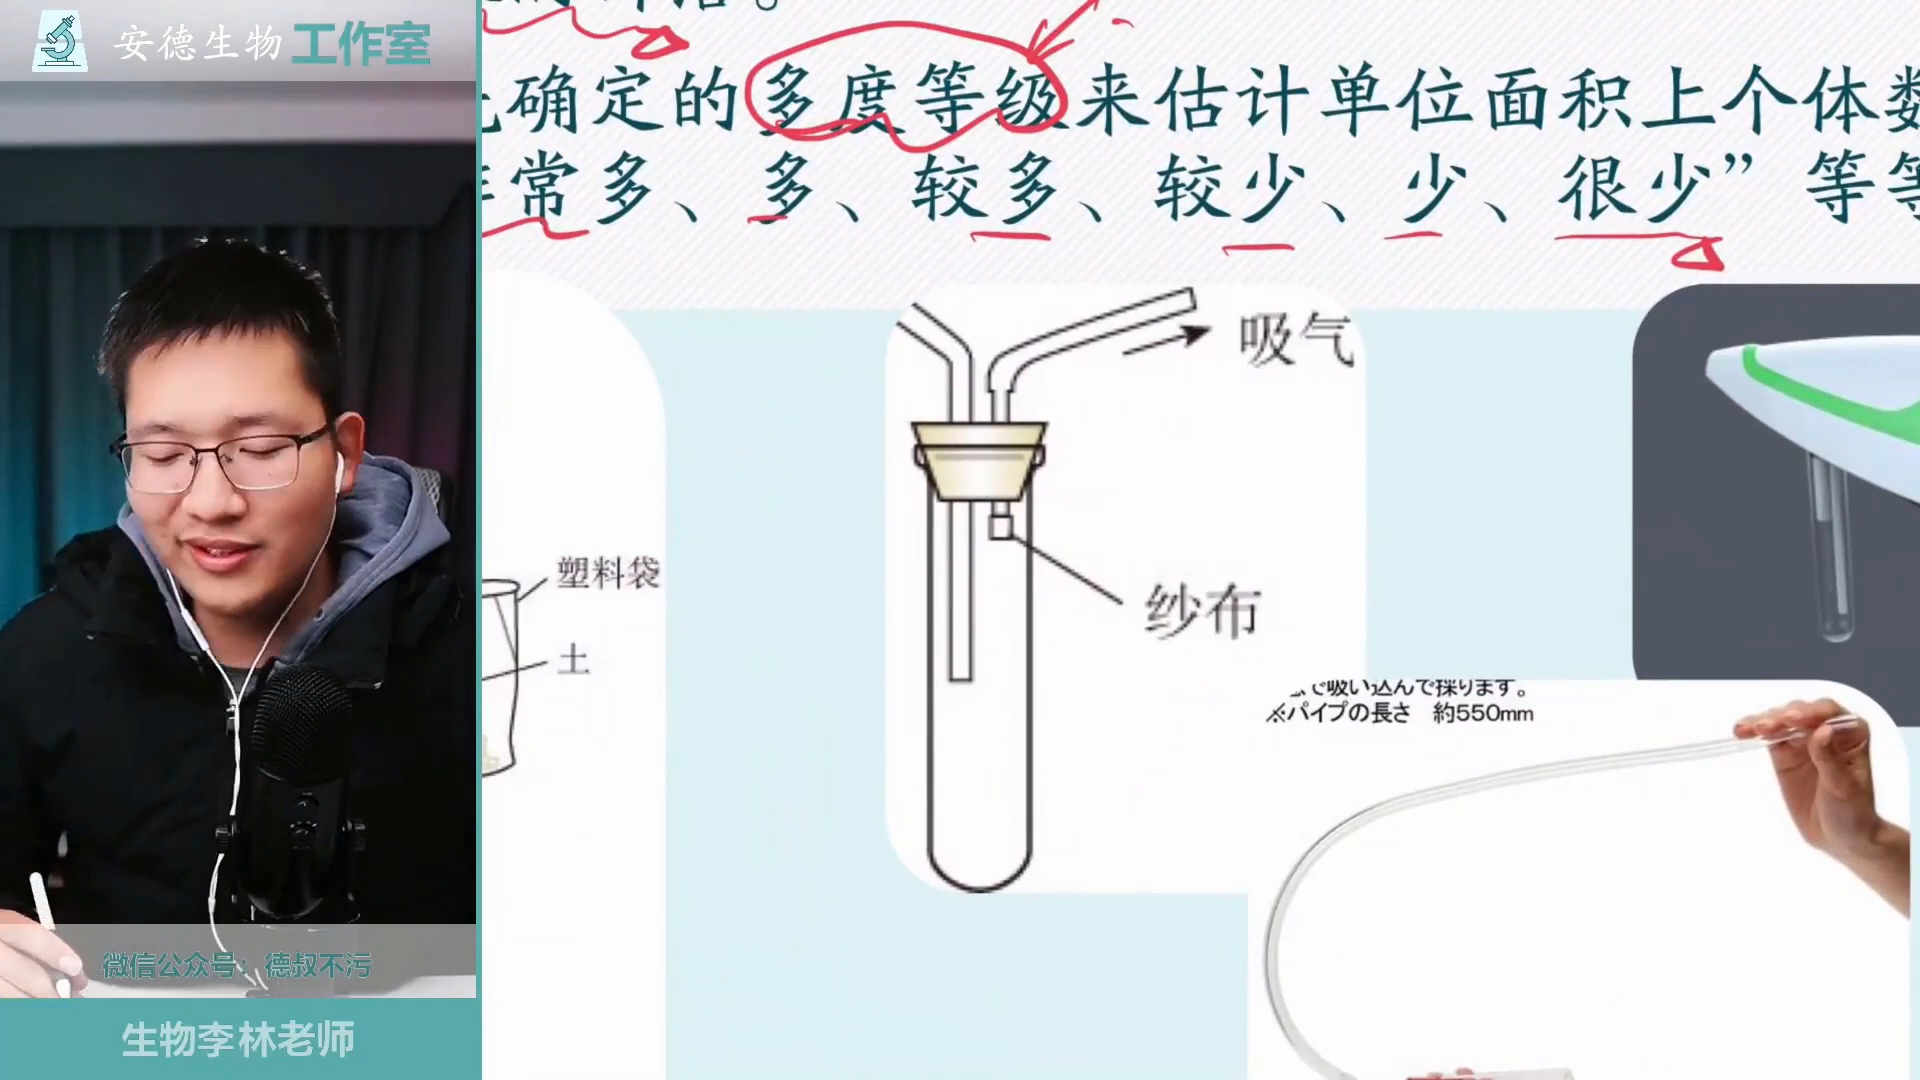 安德生物工作室
确定的多度等级来估计单位面积上个体数
常多、多、较多、较少、少、很少”等等
吸气
塑料袋
土
纱布
で吸い込んで採ります。
※パイプの長さ 約550mm
微信公众号：德叔不污
生物李林老师